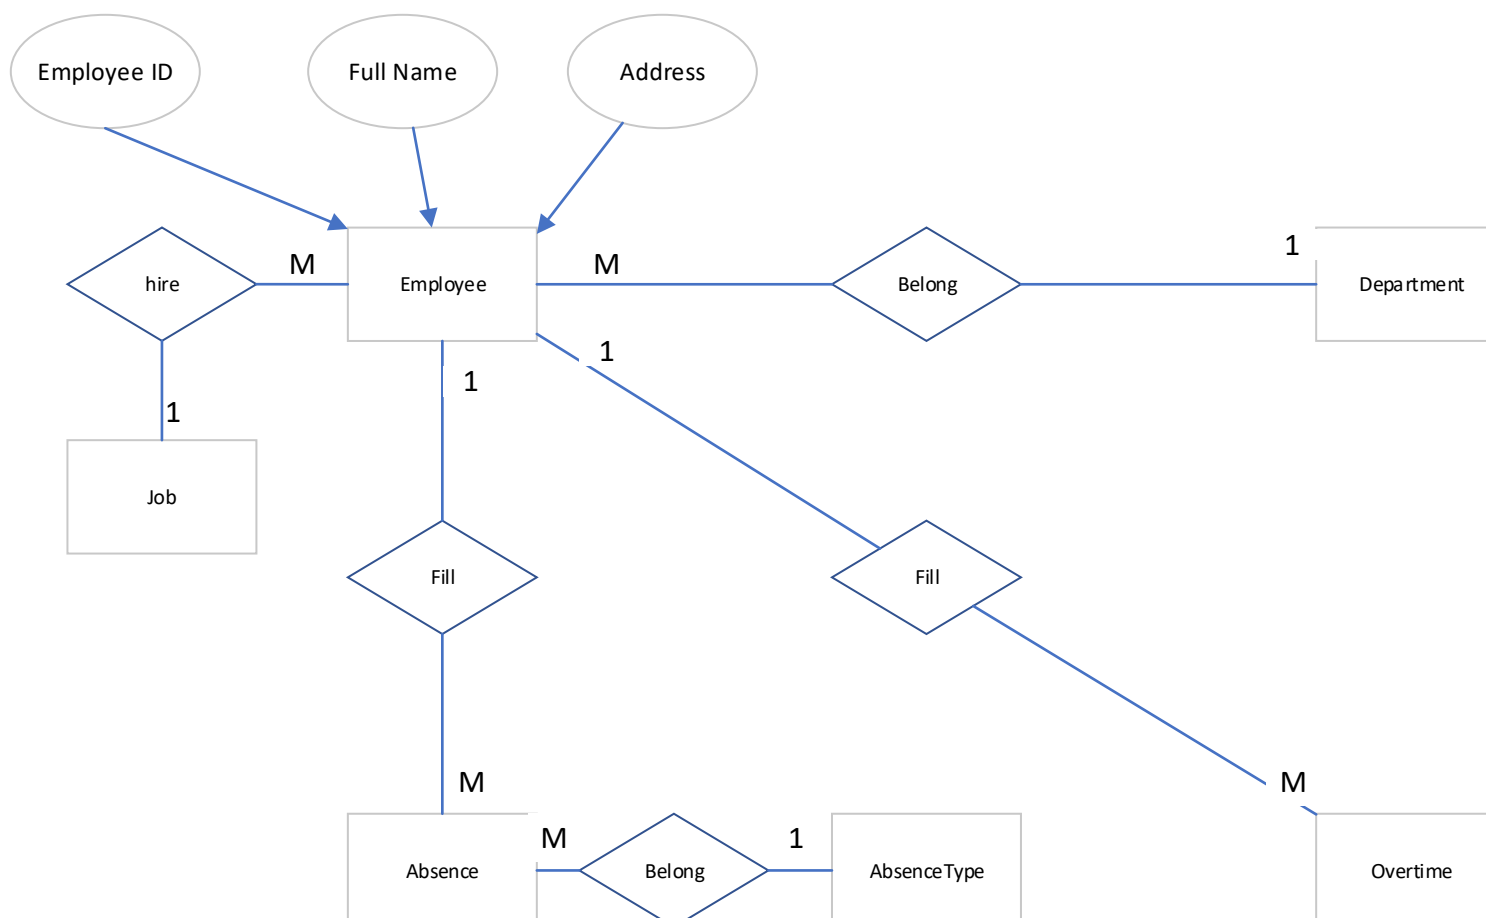 Employee ID
Full Name
Address
hire
M
Employee
M
Belong
1
Department
1
1
1
Job
Fill
Fill
M
M
Absence
M
Belong
1
AbsenceType
Overtime